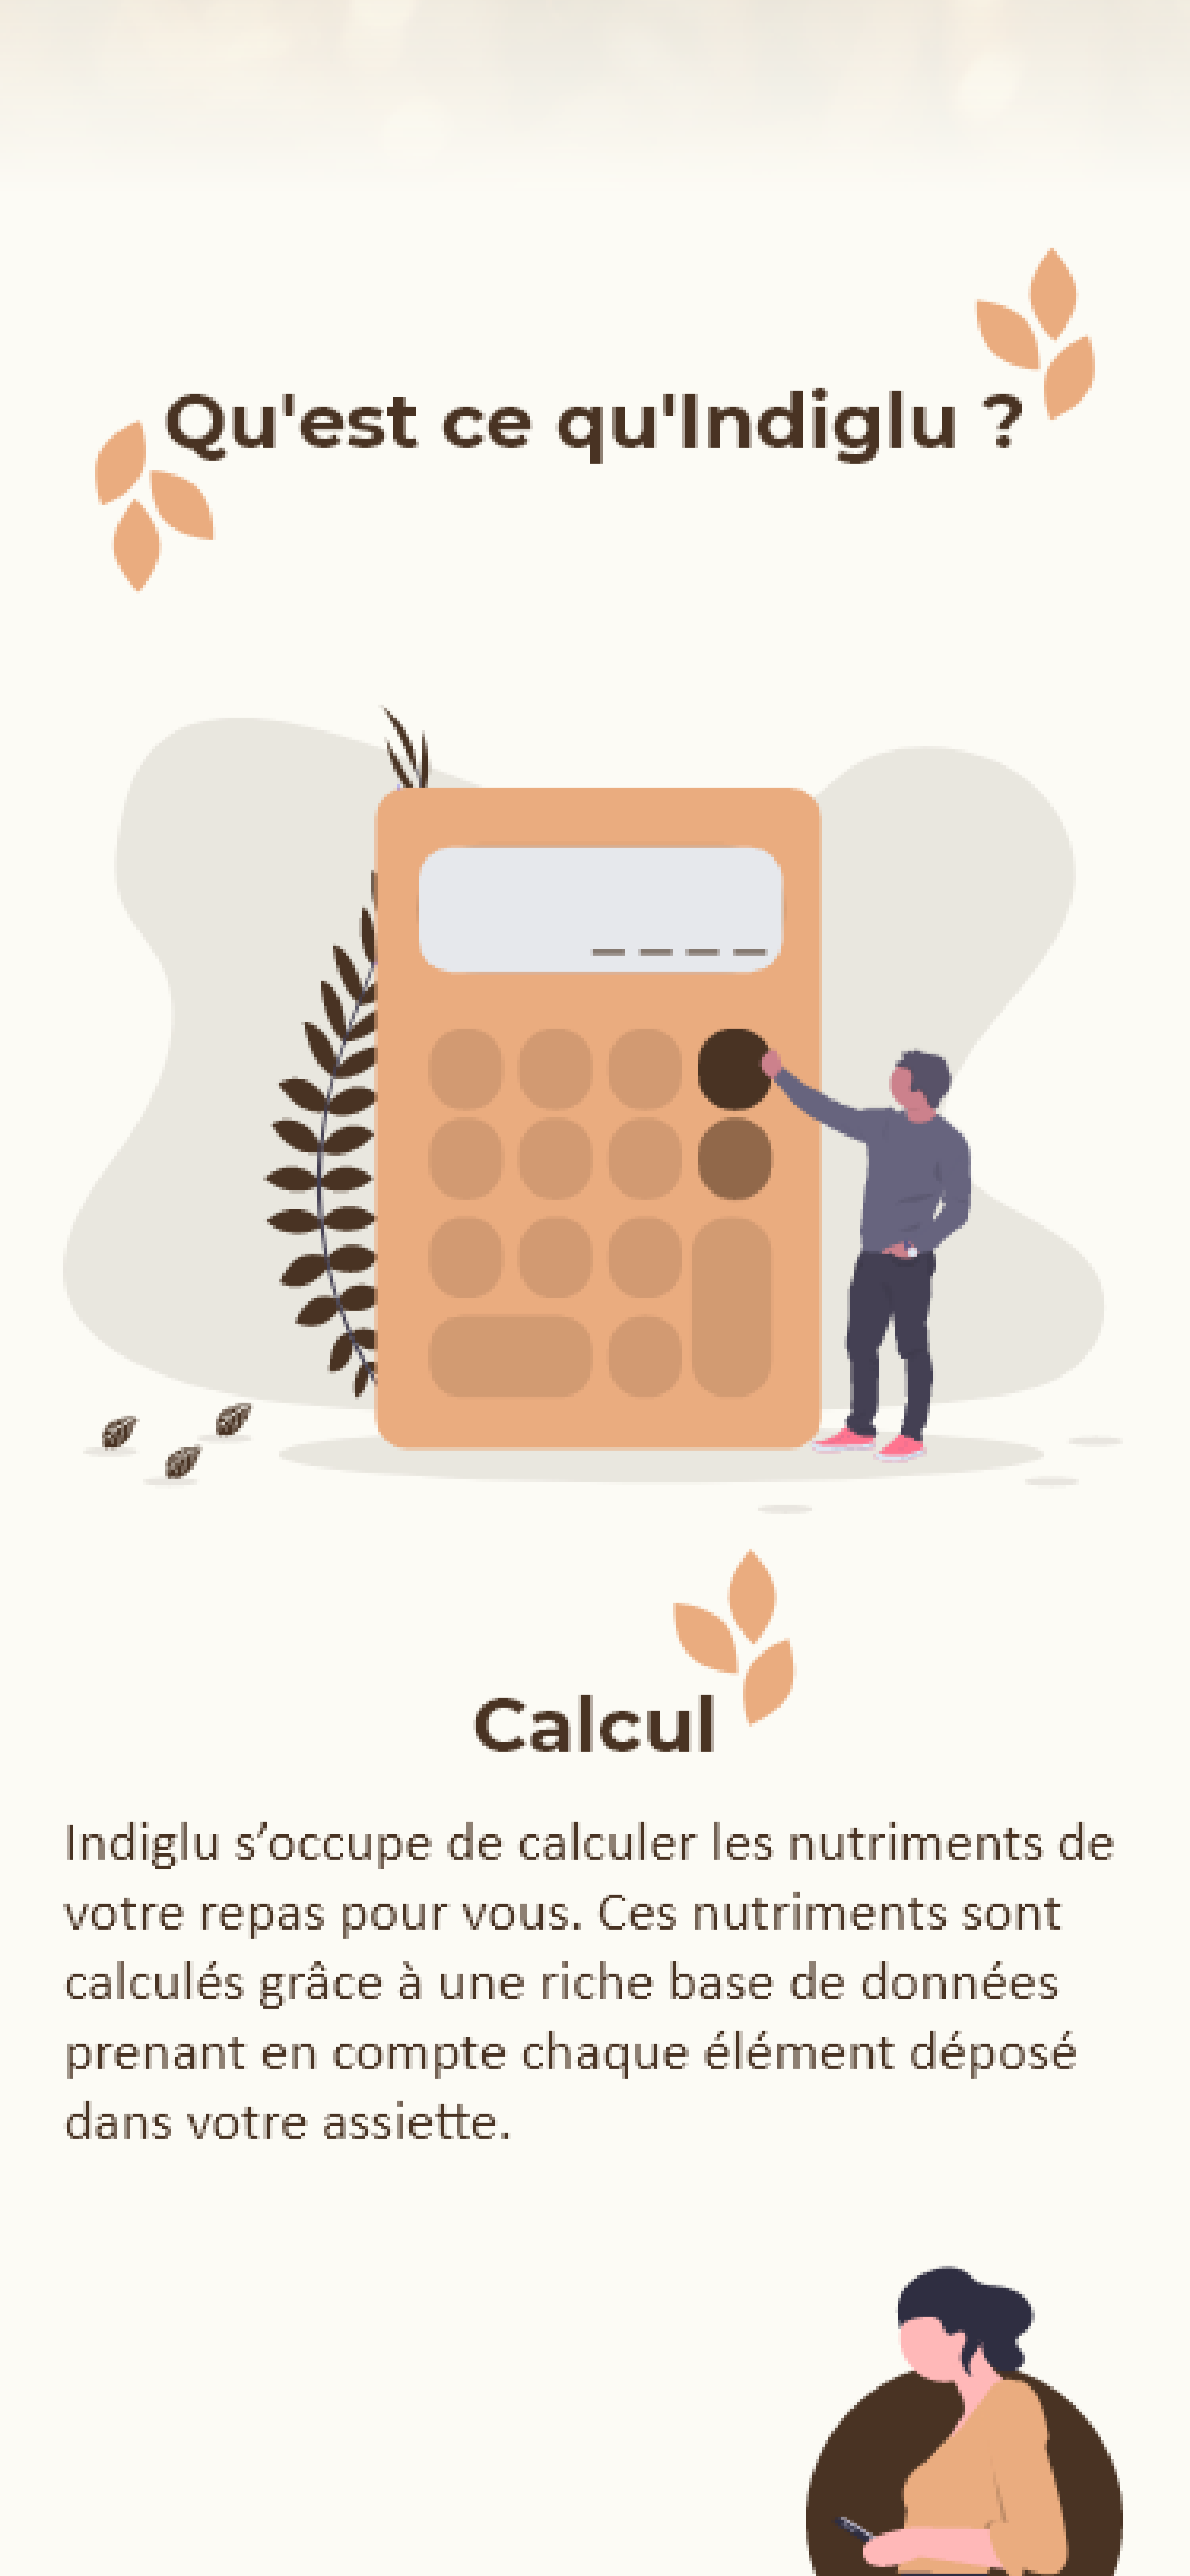 Qu'est ce qu'Indiglu ?
Calcul
Indiglu s’occupe de calculer les nutriments de
votre repas pour vous. Ces nutriments sont
calculés grâce à une riche base de données
prenant en compte chaque élément déposé
dans votre assiette.